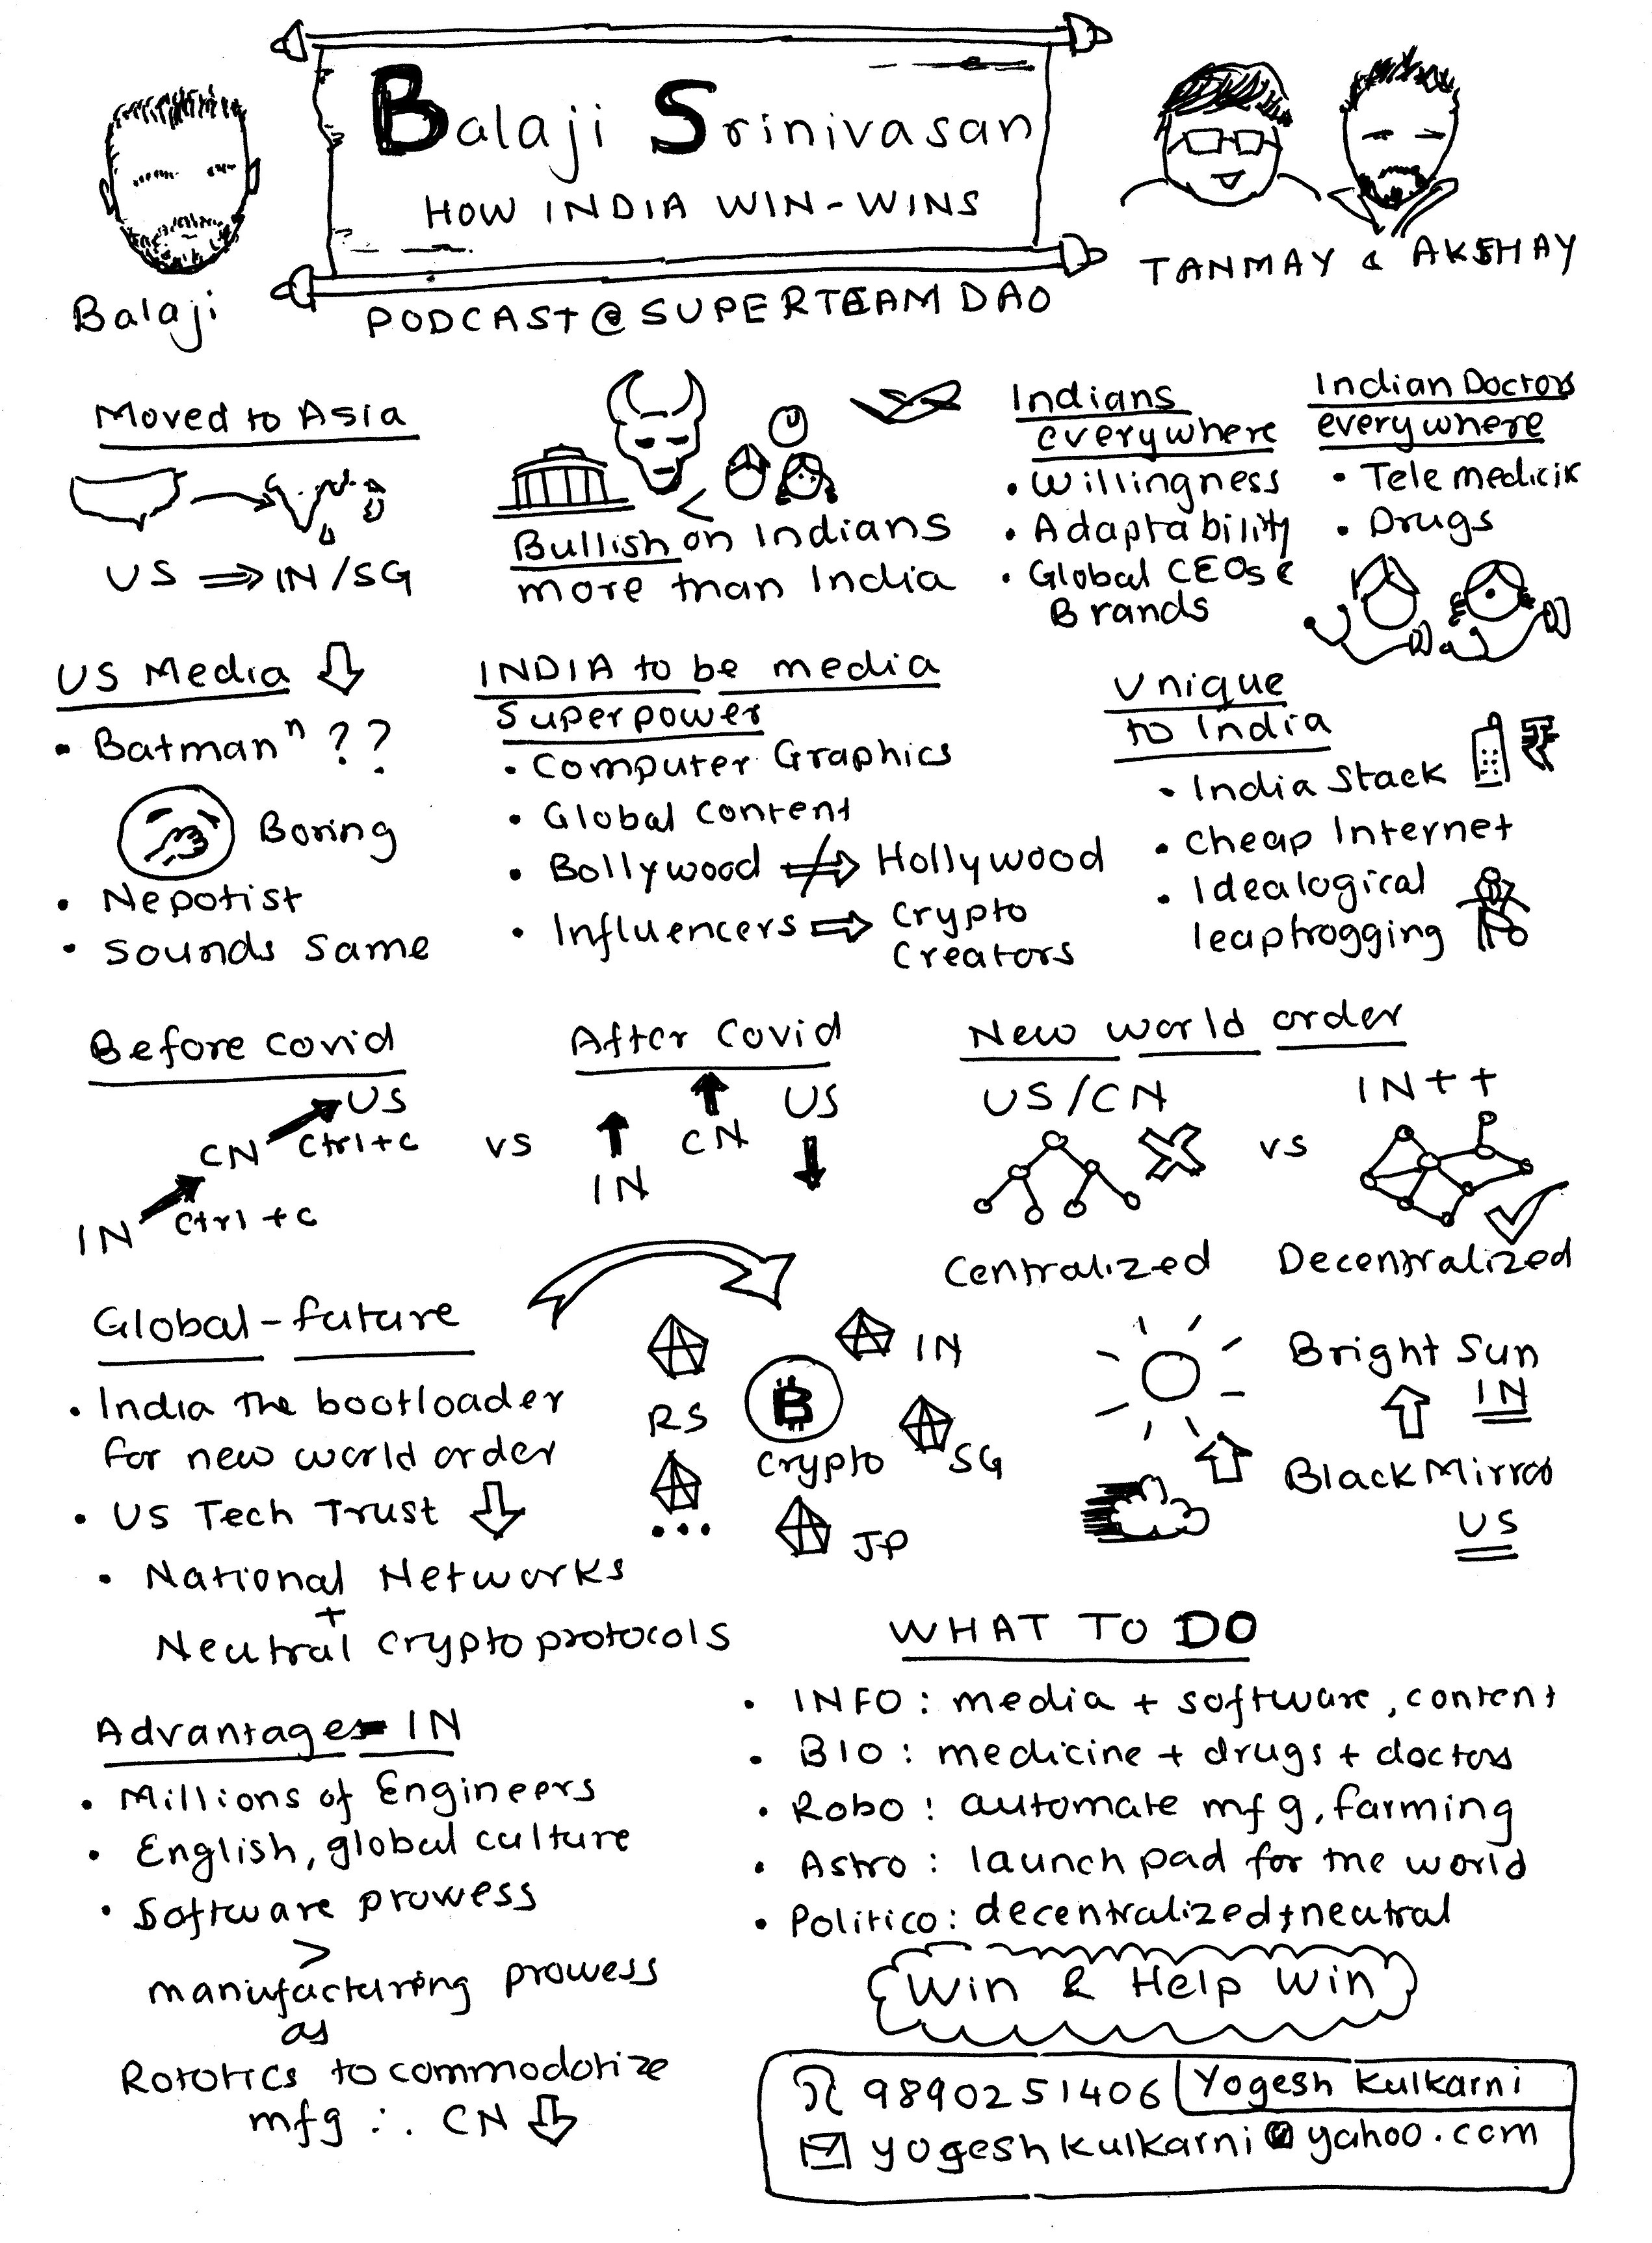 Balaji Srinivasan
HOW INDIA WIN-WINS
Balaji
PODCAST @ SUPERTEAM DAO
TANMAY & AKSHAY
Moved to Asia
US ⇒ IN/SG
Bullish on Indians
more than India
Indians
everywhere
• Willingness
• Adaptability
• Global CEOs &
Brands
Indian Doctors
everywhere
• Tele medicin
• Drugs
US Media ⇩
• Batmanⁿ ??
Boring
• Nepotist
• Sounds Same
INDIA to be media
Superpower
• Computer Graphics
• Global Content
• Bollywood ⇏ Hollywood
• Influencers ⇨ Crypto
Creators
Unique
to India
• India Stack ₹
• Cheap Internet
• Idealogical
leapfrogging
Before Covid
US
CN Ctrl+c
IN Ctrl+c
vs
After Covid
CN US
IN
New world order
US/CN
vs
IN++
Centralized
Decentralized
Global-future
• India the bootloader
for new world order
• US Tech Trust ⇩
• National Networks
+
Neutral crypto protocols
IN
RS
₿
Crypto
SG
JP
...
Bright Sun
IN
Black Mirror
US
Advantages IN
• Millions of Engineers
• English, global culture
• Software prowess
>
manufacturing prowess
as
Rototics to commodotize
mfg ∴ CN ⇩
WHAT TO DO
• INFO : media + software, content
• BIO : medicine + drugs + doctors
• Robo : automate mfg, farming
• Astro : launch pad for the world
• Politico : decentralized + neutral
Win & Help Win
9890251406 Yogesh Kulkarni
yogeshkulkarni@yahoo.com